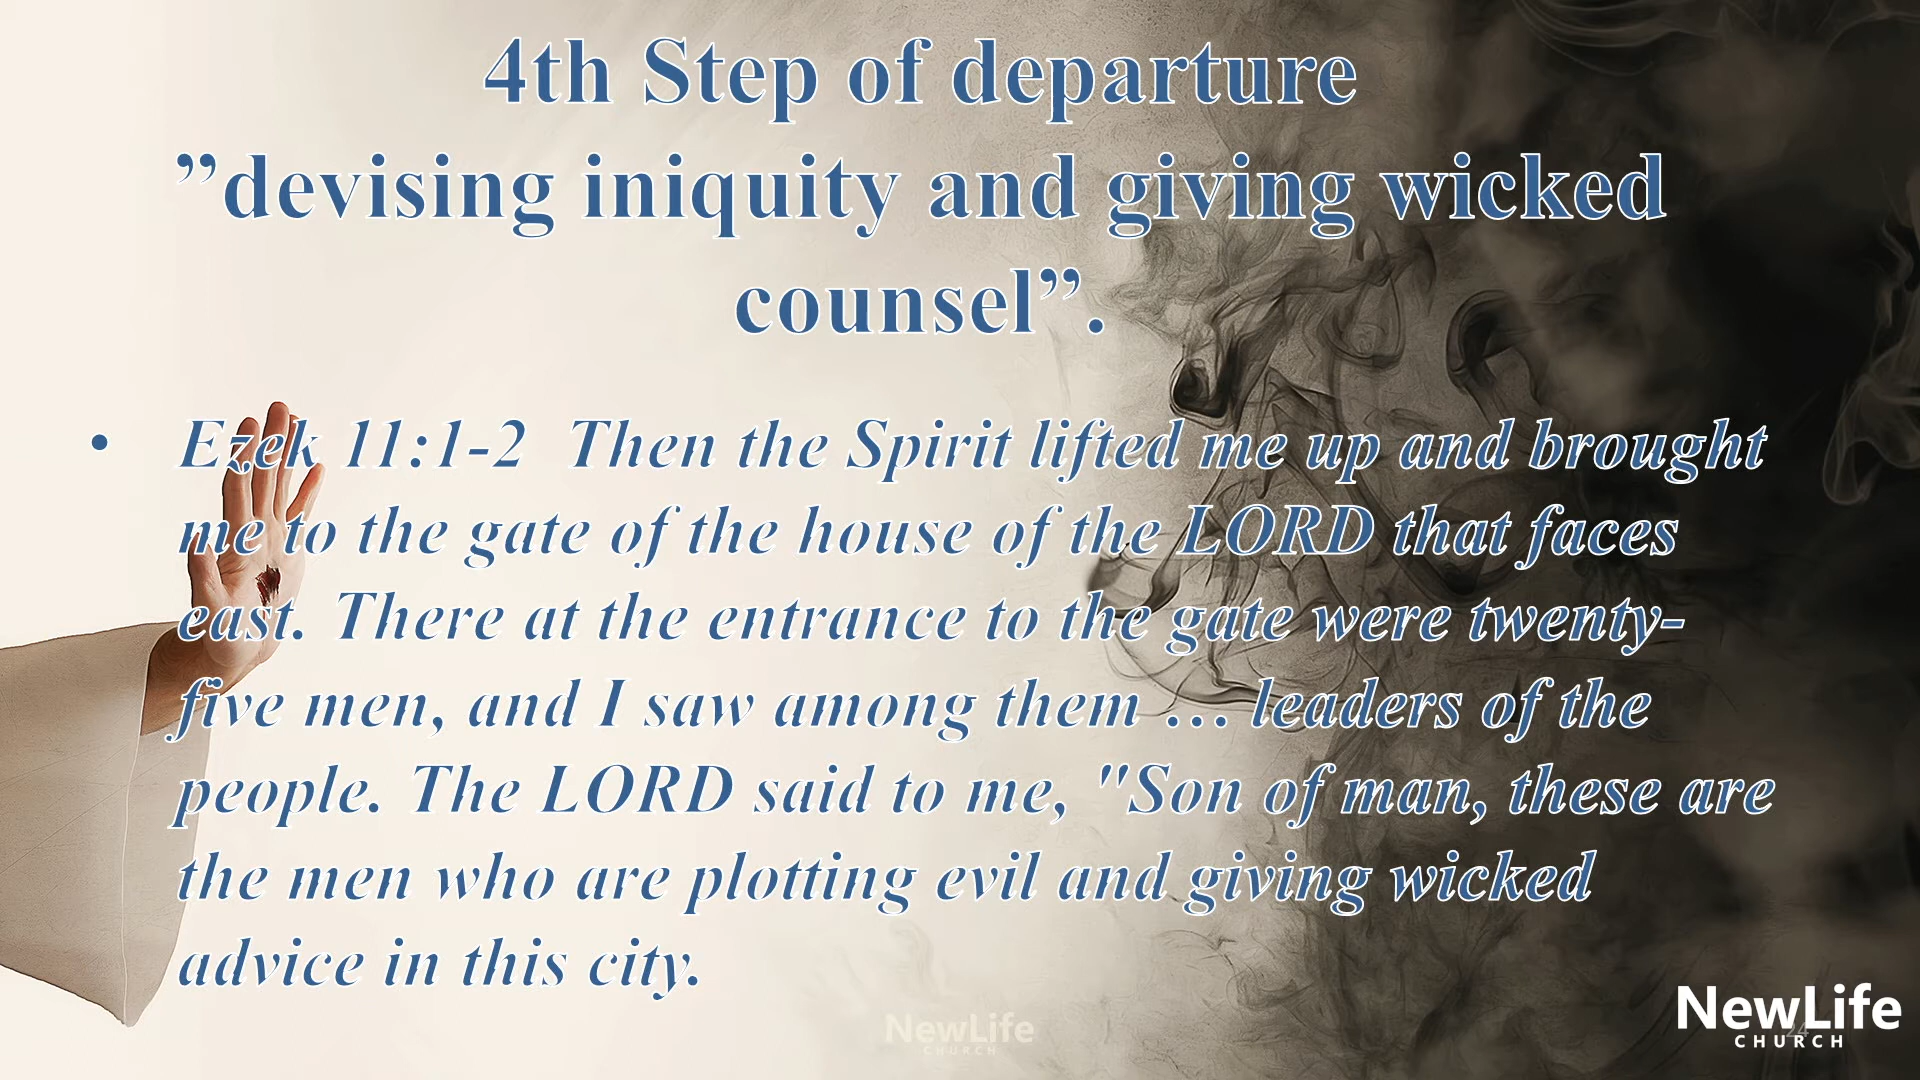 4th Step of departure
”devising iniquity and giving wicked
counsel”.
• Ezek 11:1-2  Then the Spirit lifted me up and brought
me to the gate of the house of the LORD that faces
east. There at the entrance to the gate were twenty-
five men, and I saw among them … leaders of the
people. The LORD said to me, "Son of man, these are
the men who are plotting evil and giving wicked
advice in this city.
NewLife
CHURCH
NewLife
CHURCH
24